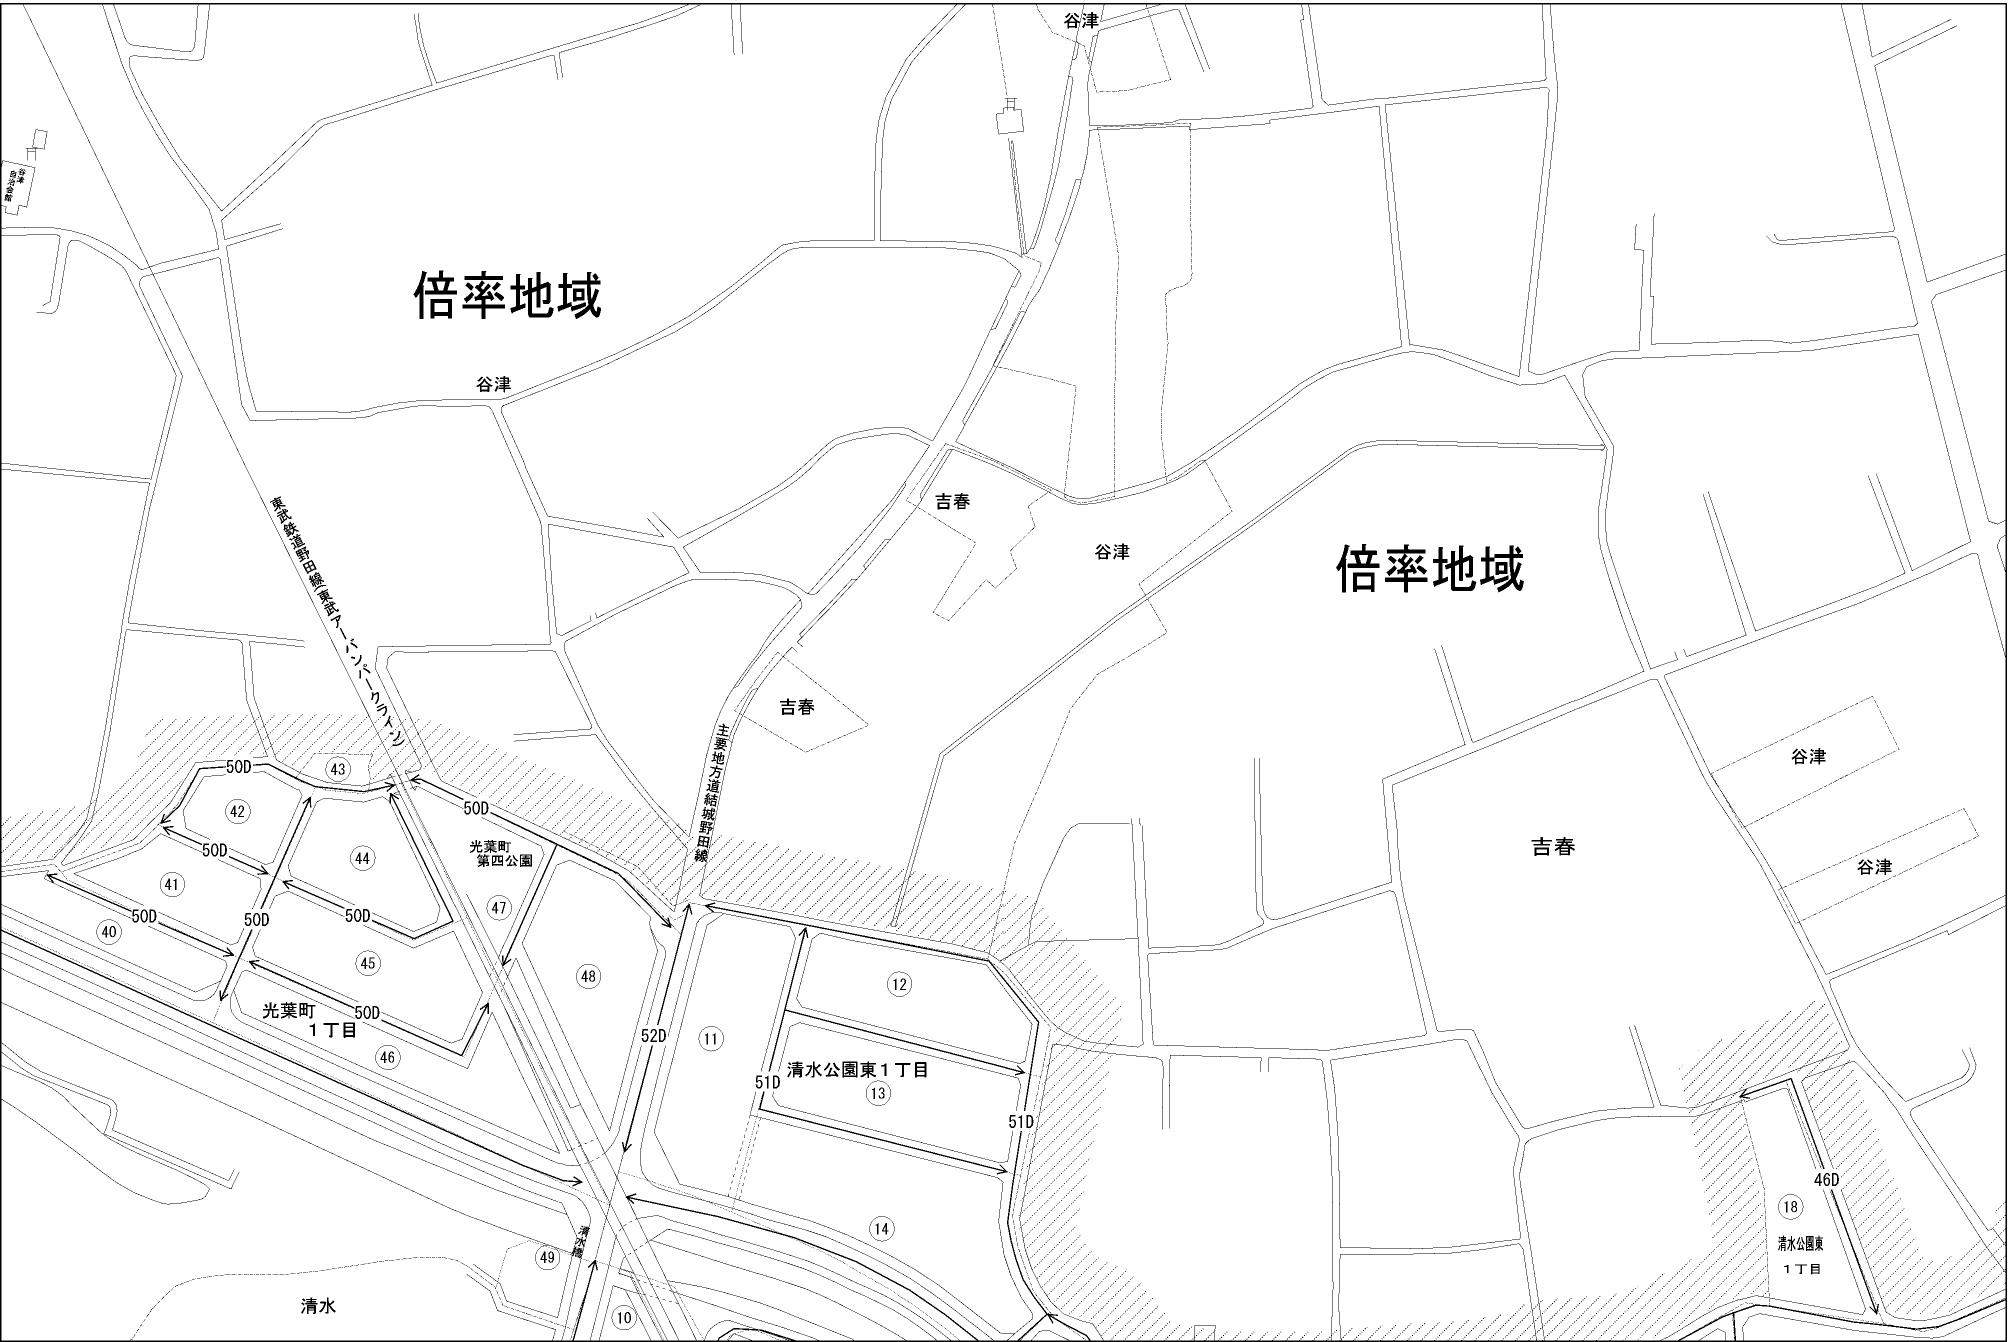 谷津
谷津
自治会館
倍率地域
谷津
東武鉄道野田線(東武アーバンパークライン)
吉春
谷津
倍率地域
吉春
主要地方道結城野田線
谷津
吉春
谷津
50D
43
42
50D
50D
44
光葉町
第四公園
41
50D
50D
50D
47
40
45
48
12
光葉町
1丁目
50D
46
52D
11
清水公園東1丁目
51D
13
51D
46D
18
清水公園東
1丁目
14
清水橋
49
清水
10